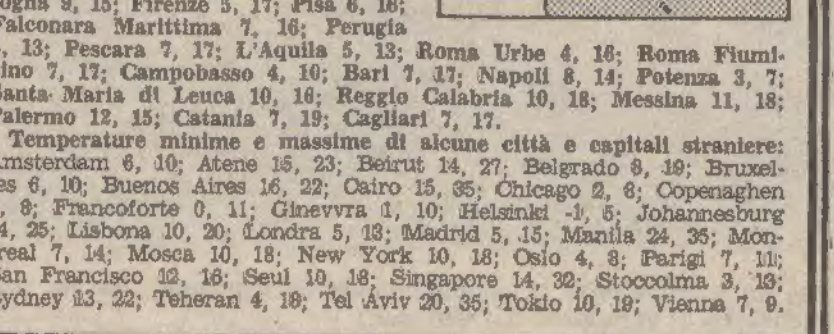 ogna 9, 15; Firenze 5, 17; Pisa 6, 16;
Falconara Marittima 7, 16; Perugia
, 13; Pescara 7, 17; L'Aquila 5, 13; Roma Urbe 4, 16; Roma Fiumi-
ino 7, 17; Campobasso 4, 10; Bari 7, 17; Napoli 8, 14; Potenza 3, 7;
Santa Maria di Leuca 10, 16; Reggio Calabria 10, 18; Messina 11, 18;
Palermo 12, 15; Catania 7, 19; Cagliari 7, 17.
Temperature minime e massime di alcune città e capitali straniere:
Amsterdam 6, 10; Atene 15, 23; Beirut 14, 27; Belgrado 8, 19; Bruxel-
es 6, 10; Buenos Aires 16, 22; Cairo 15, 35; Chicago 2, 8; Copenaghen
, 8; Francoforte 0, 11; Ginevvra 1, 10; Helsinki -1, 5; Johannesburg
4, 25; Lisbona 10, 20; Londra 5, 13; Madrid 5, 15; Manila 24, 35; Mon-
real 7, 14; Mosca 10, 18; New York 10, 18; Oslo 4, 8; Parigi 7, 11;
San Francisco 12, 16; Seul 10, 18; Singapore 14, 32; Stoccolma 3, 13;
Sydney 13, 22; Teheran 4, 18; Tel Aviv 20, 35; Tokio 10, 19; Vienna 7, 9.